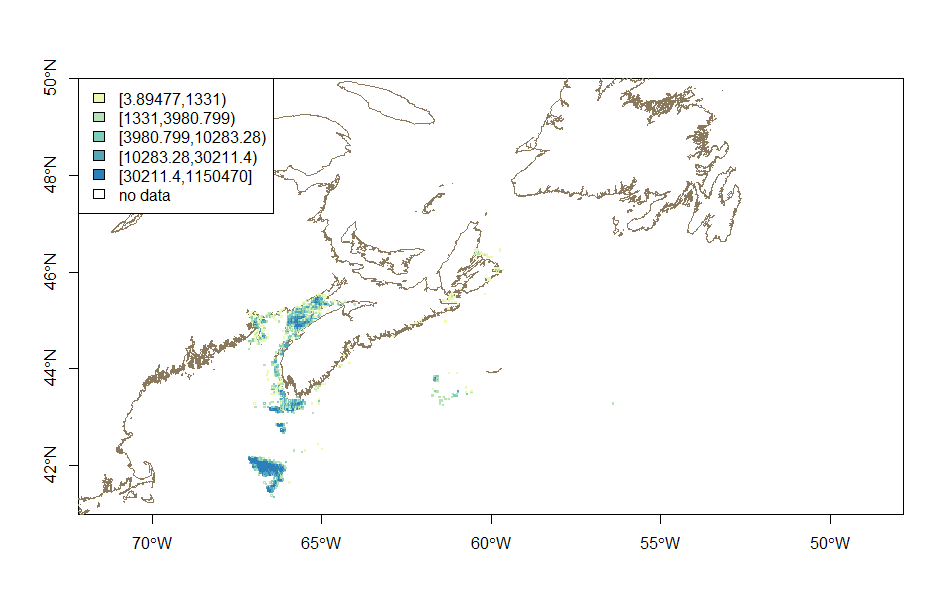 [3.89477,1331)
[1331,3980.799)
[3980.799,10283.28)
[10283.28,30211.4)
[30211.4,1150470]
no data
50°N
48°N
46°N
44°N
42°N
70°W 65°W 60°W 55°W 50°W